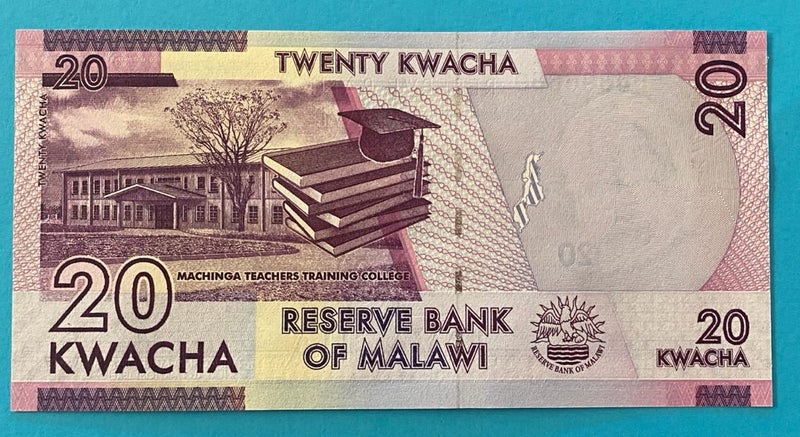 20
TWENTY KWACHA
20
TWENTY KWACHA
MACHINGA TEACHERS TRAINING COLLEGE
20
KWACHA
RESERVE BANK
OF MALAWI
RESERVE BANK OF MALAWI
20
KWACHA
20